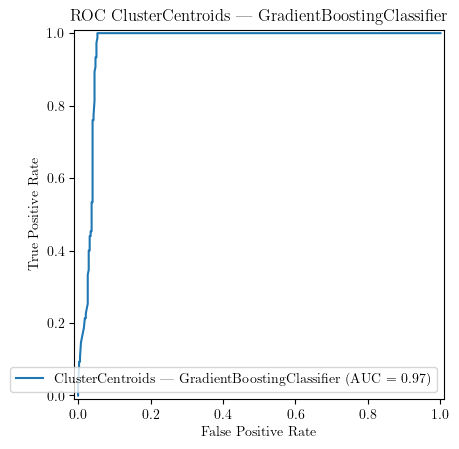 ROC ClusterCentroids — GradientBoostingClassifier
1.0
0.8
0.6
0.4
0.2
0.0
True Positive Rate
ClusterCentroids — GradientBoostingClassifier (AUC = 0.97)
0.0 0.2 0.4 0.6 0.8 1.0
False Positive Rate